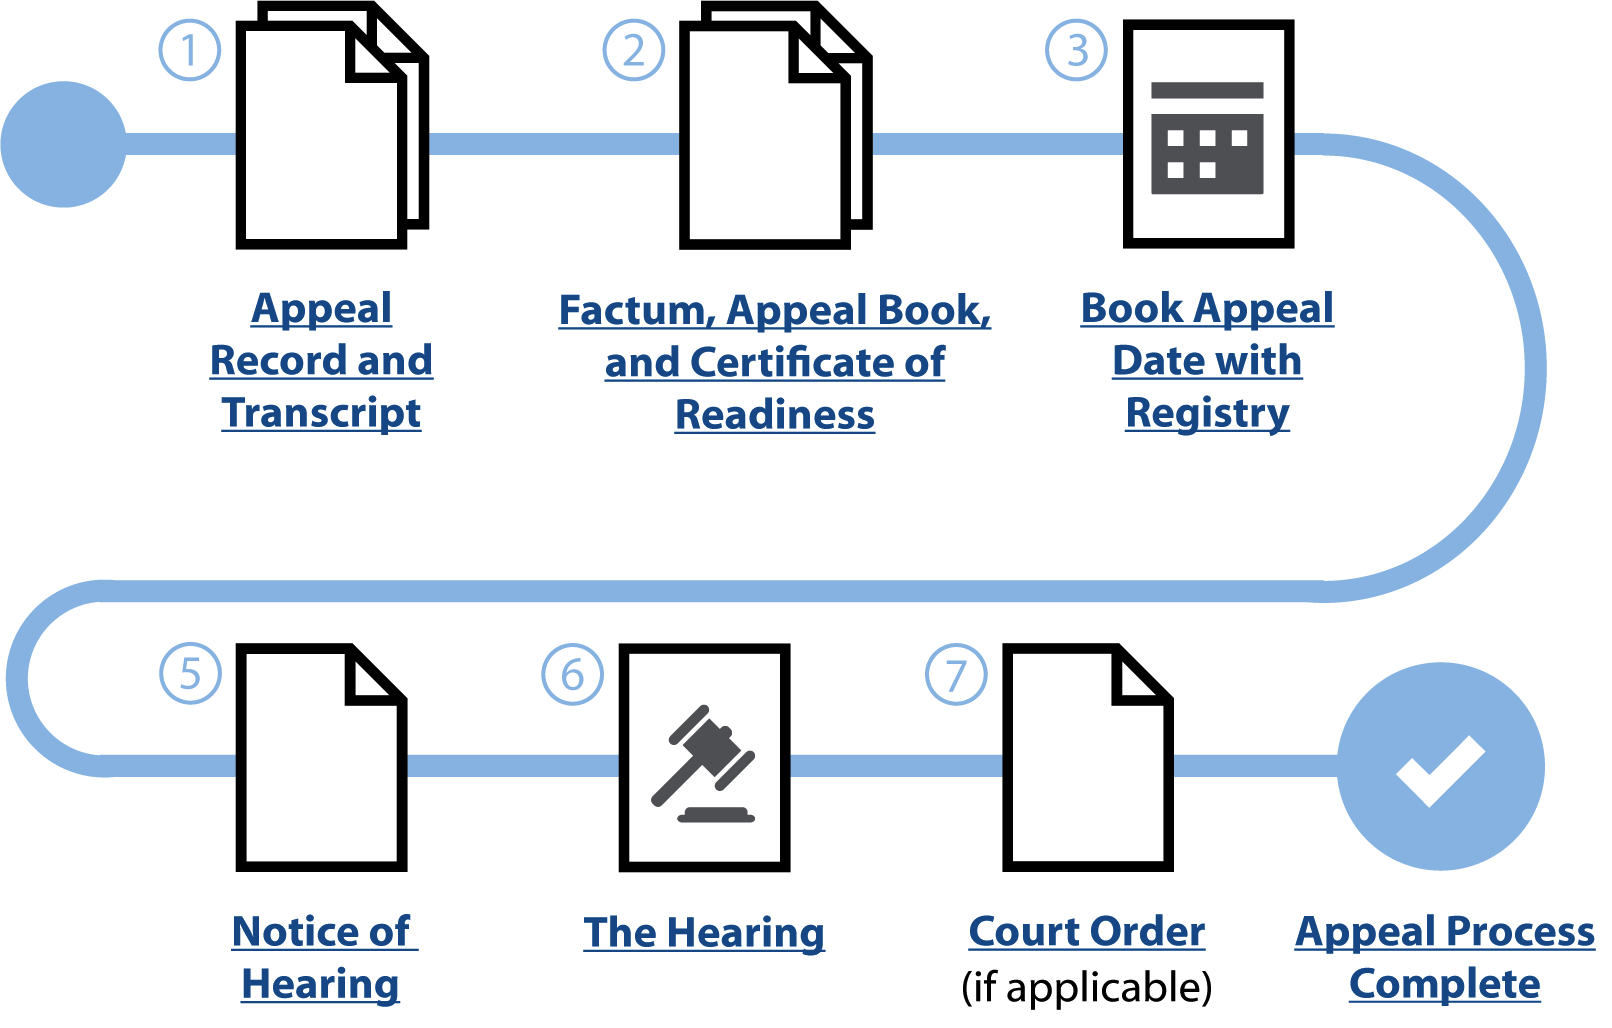 1
Appeal
Record and
Transcript
2
Factum, Appeal Book,
and Certificate of
Readiness
3
Book Appeal
Date with
Registry
5
Notice of
Hearing
6
The Hearing
7
Court Order
(if applicable)
Appeal Process
Complete